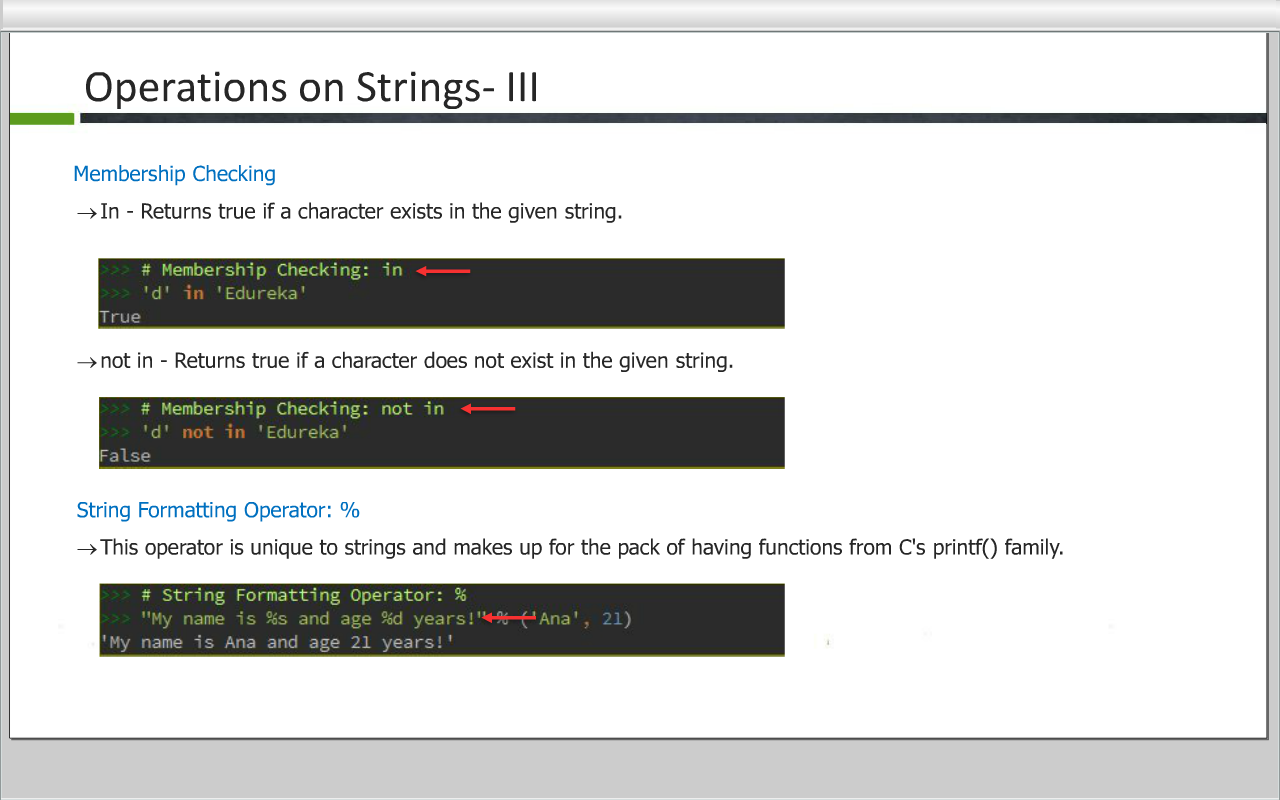 Operations on Strings- III
Membership Checking
→In - Returns true if a character exists in the given string.
>>> # Membership Checking: in
>>> 'd' in 'Edureka'
True
→not in - Returns true if a character does not exist in the given string.
>>> # Membership Checking: not in
>>> 'd' not in 'Edureka'
False
String Formatting Operator: %
→This operator is unique to strings and makes up for the pack of having functions from C's printf() family.
>>> # String Formatting Operator: %
>>> "My name is %s and age %d years!" % ('Ana', 21)
'My name is Ana and age 21 years!'